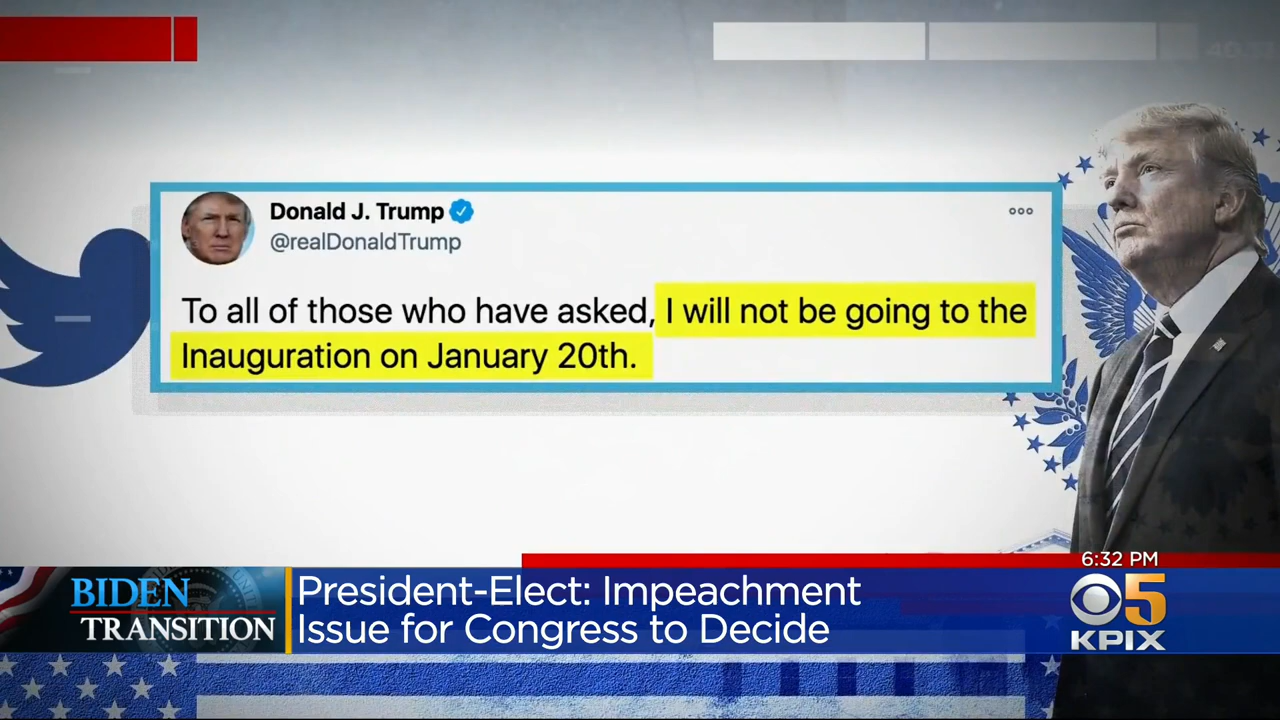 Donald J. Trump
@realDonaldTrump
To all of those who have asked, I will not be going to the
Inauguration on January 20th.
6:32 PM
BIDEN
TRANSITION
President-Elect: Impeachment
Issue for Congress to Decide
5
KPIX